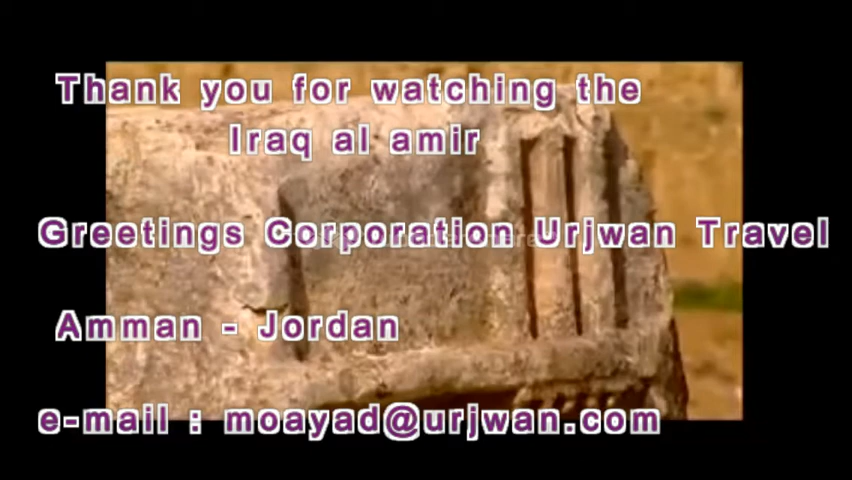 Thank you for watching the
Iraq al amir
Greetings Corporation Urjwan Travel
Amman - Jordan
e-mail : moayad@urjwan.com